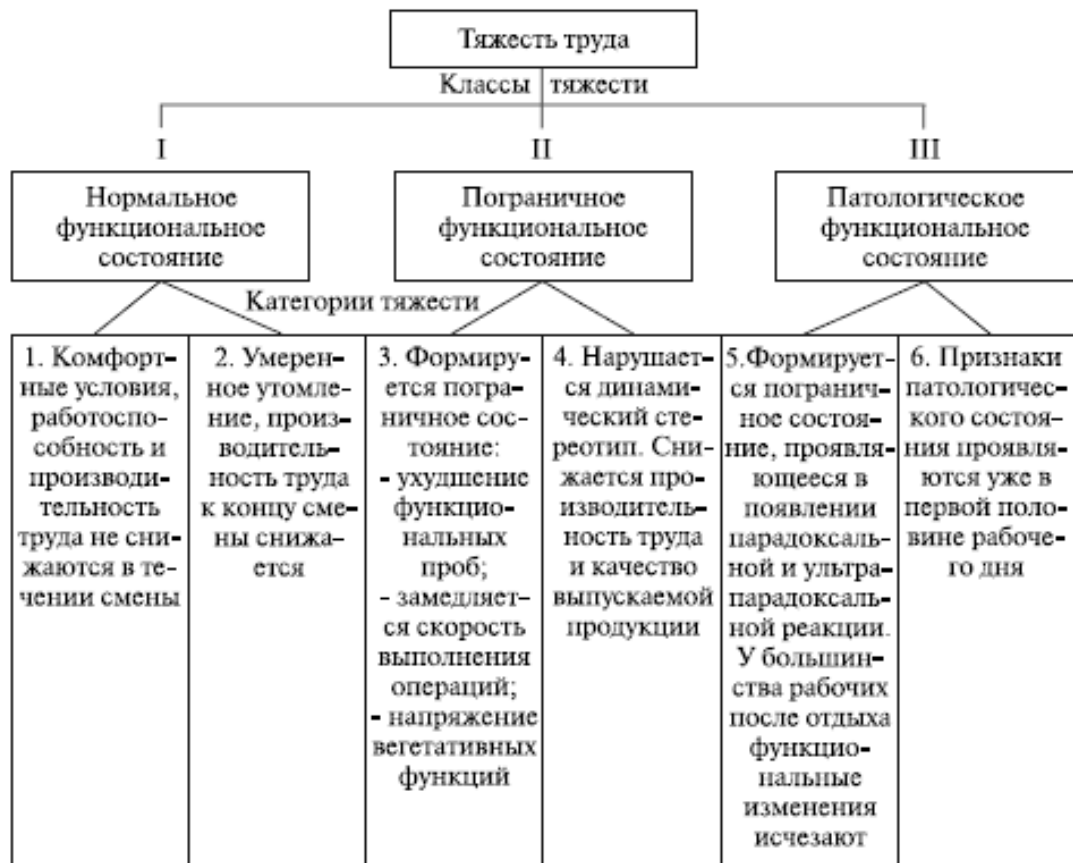 Тяжесть труда
Классы тяжести
I
II
III
Нормальное
функциональное
состояние
Пограничное
функциональное
состояние
Патологическое
функциональное
состояние
Категории тяжести
1. Комфорт-
ные условия,
работоспо-
собность и
производи-
тельность
труда не сни-
жаются в те-
чении смены
2. Умерен-
ное утомле-
ние, произ-
водитель-
ность труда
к концу сме-
ны снижа-
ется
3. Формиру-
ется погра-
ничное сос-
тояние:
- ухудшение
функцио-
нальных
проб;
- замедляет-
ся скорость
выполнения
операций;
- напряжение
вегетативных
функций
4. Нарушает-
ся динами-
ческий сте-
реотип. Сни-
жается про-
изводитель-
ность труда
и качество
выпускаемой
продукции
5.Формирует-
ся погранич-
ное состоя-
ние, проявля-
ющееся в
появлении
парадоксаль-
ной и ультра-
парадоксаль-
ной реакции.
У большин-
ства рабочих
после отдыха
функцио-
нальные
изменения
исчезают
6. Признаки
патологичес-
кого состоя-
ния проявля-
ются уже в
первой поло-
вине рабоче-
го дня